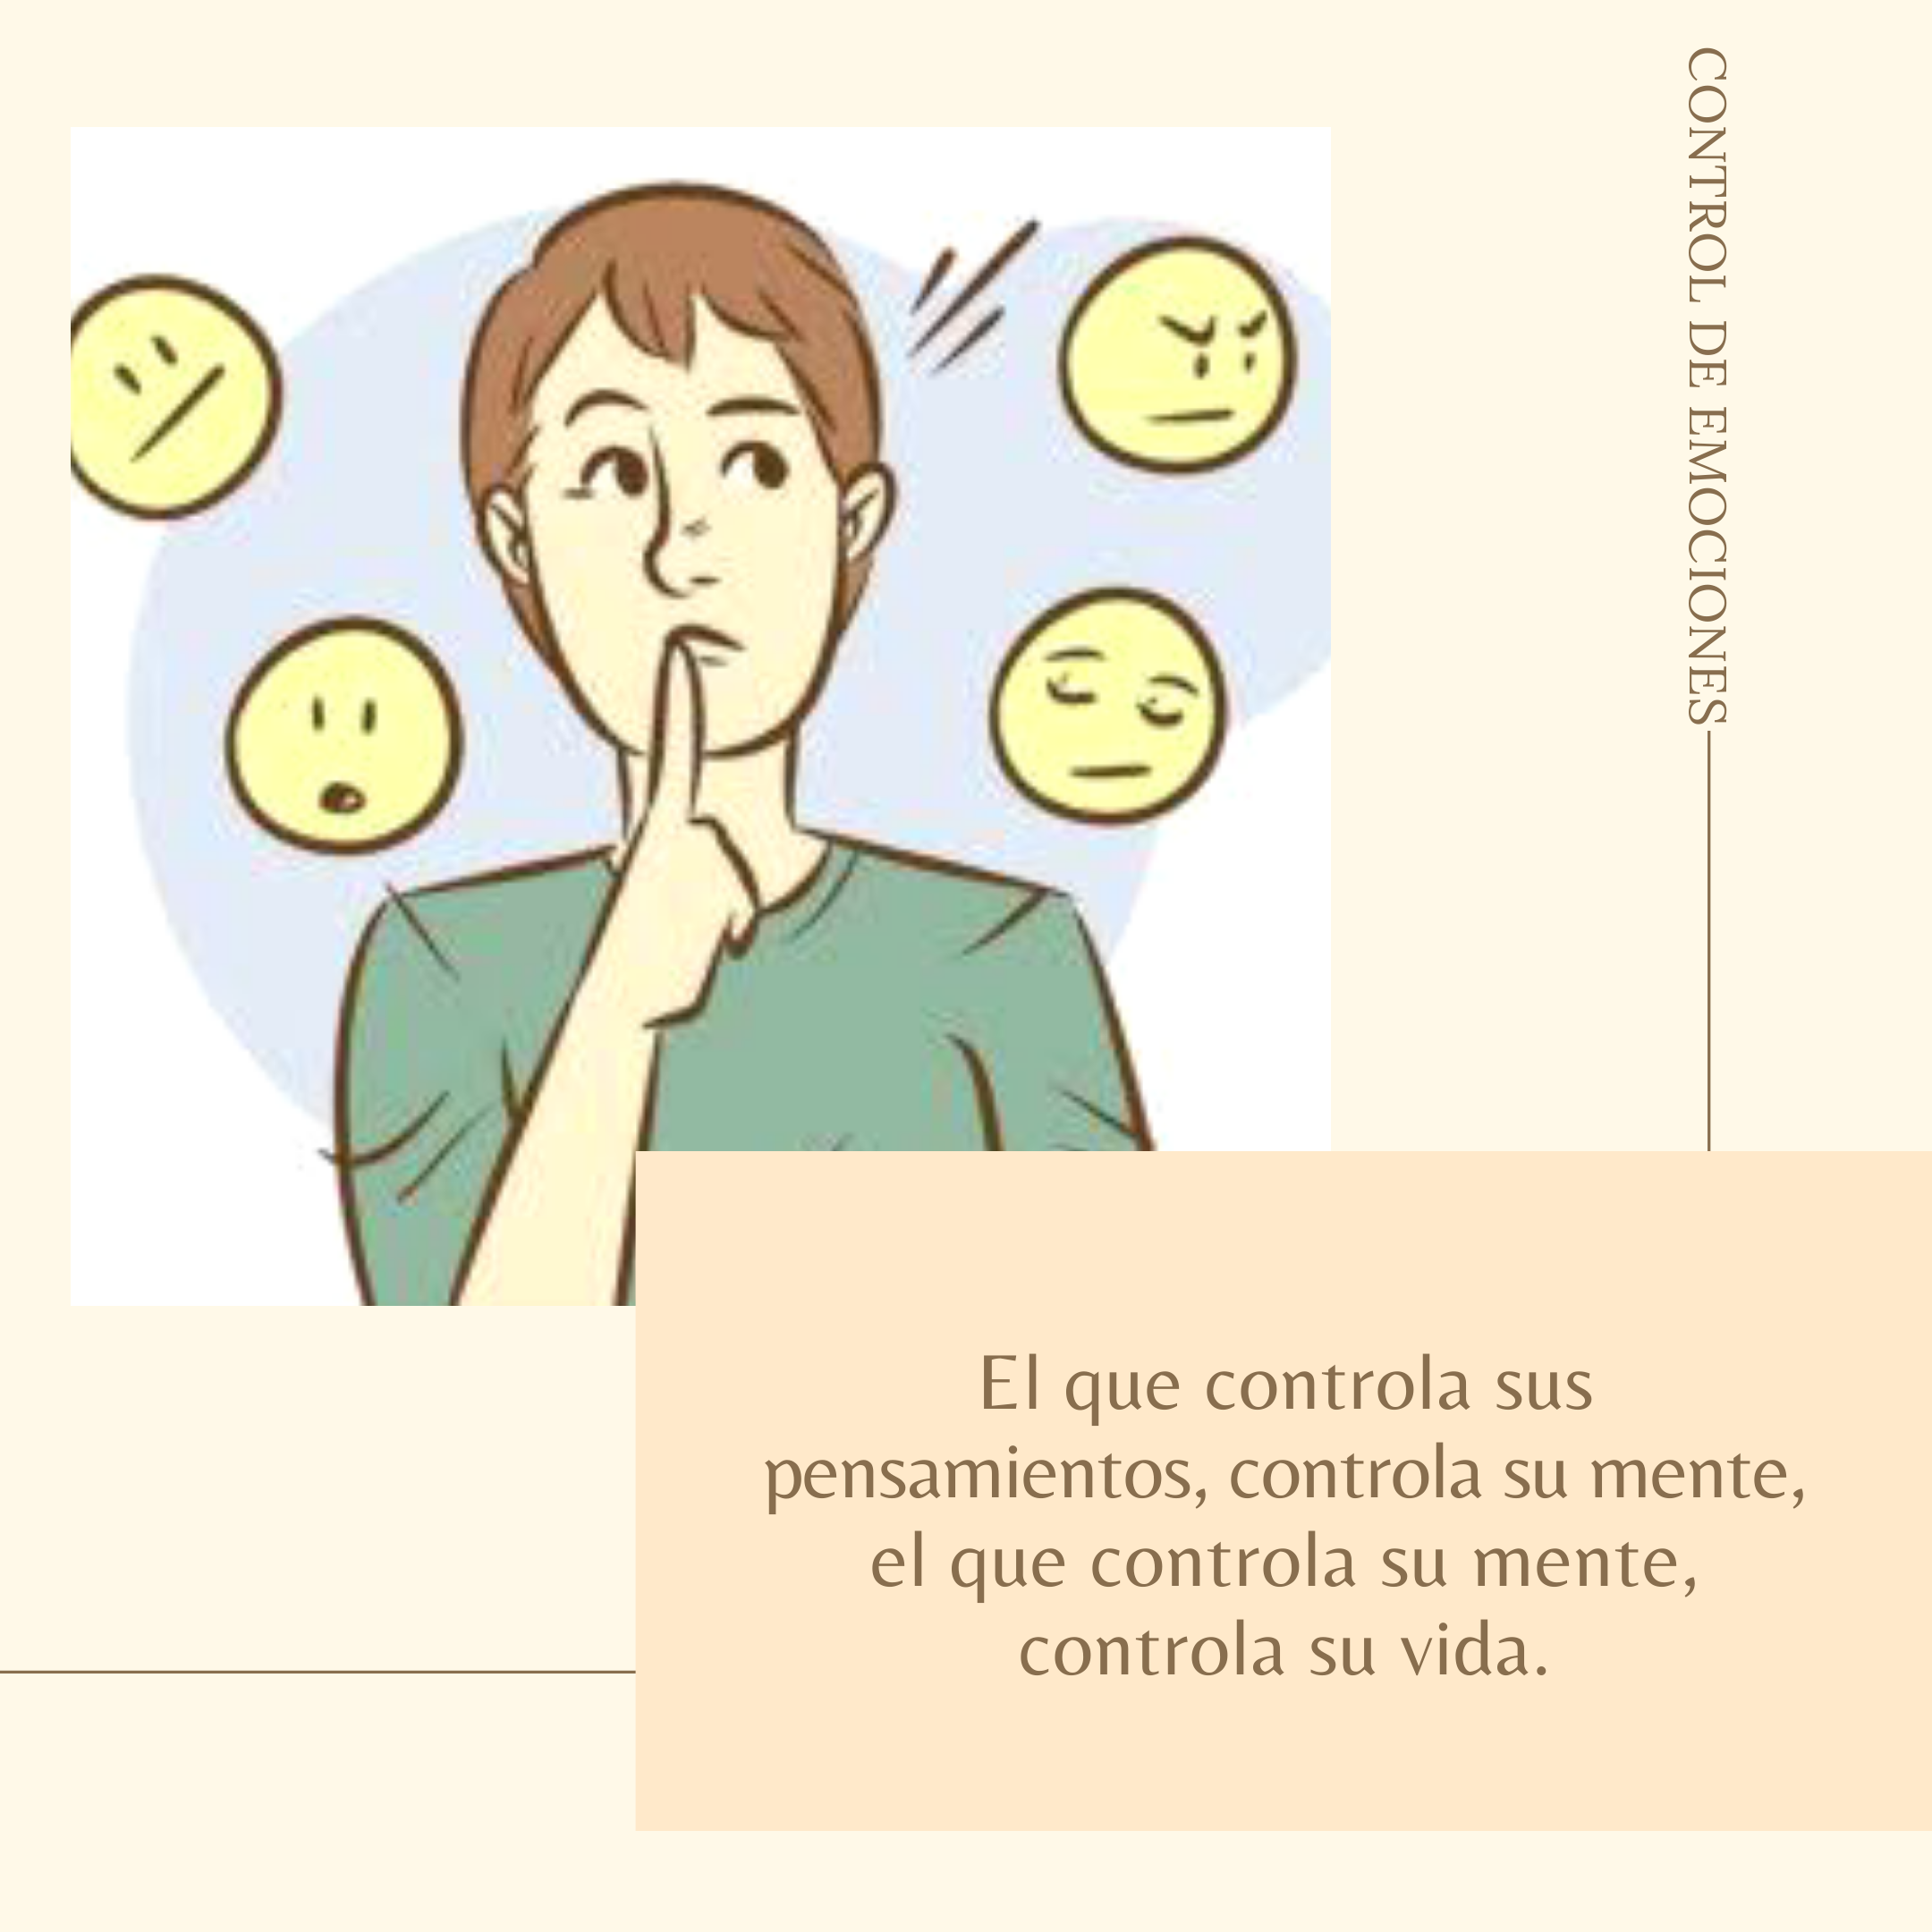 CONTROL DE EMOCIONES
El que controla sus
pensamientos, controla su mente,
el que controla su mente,
controla su vida.